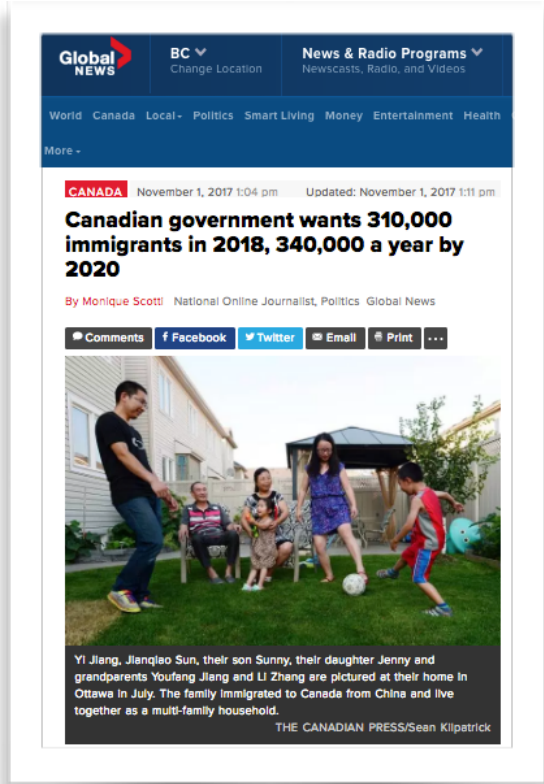 Global
NEWS
BC
Change Location
News & Radio Programs
Newscasts, Radio, and Videos
World Canada Local Politics Smart Living Money Entertainment Health
More
CANADA November 1, 2017 1:04 pm Updated: November 1, 2017 1:11 pm
Canadian government wants 310,000
immigrants in 2018, 340,000 a year by
2020
By Monique Scotti National Online Journalist, Politics Global News
Comments Facebook Twitter Email Print ...
Yi Jiang, Jianqiao Sun, their son Sunny, their daughter Jenny and
grandparents Youfang Jiang and Li Zhang are pictured at their home in
Ottawa in July. The family immigrated to Canada from China and live
together as a multi-family household.
THE CANADIAN PRESS/Sean Kilpatrick